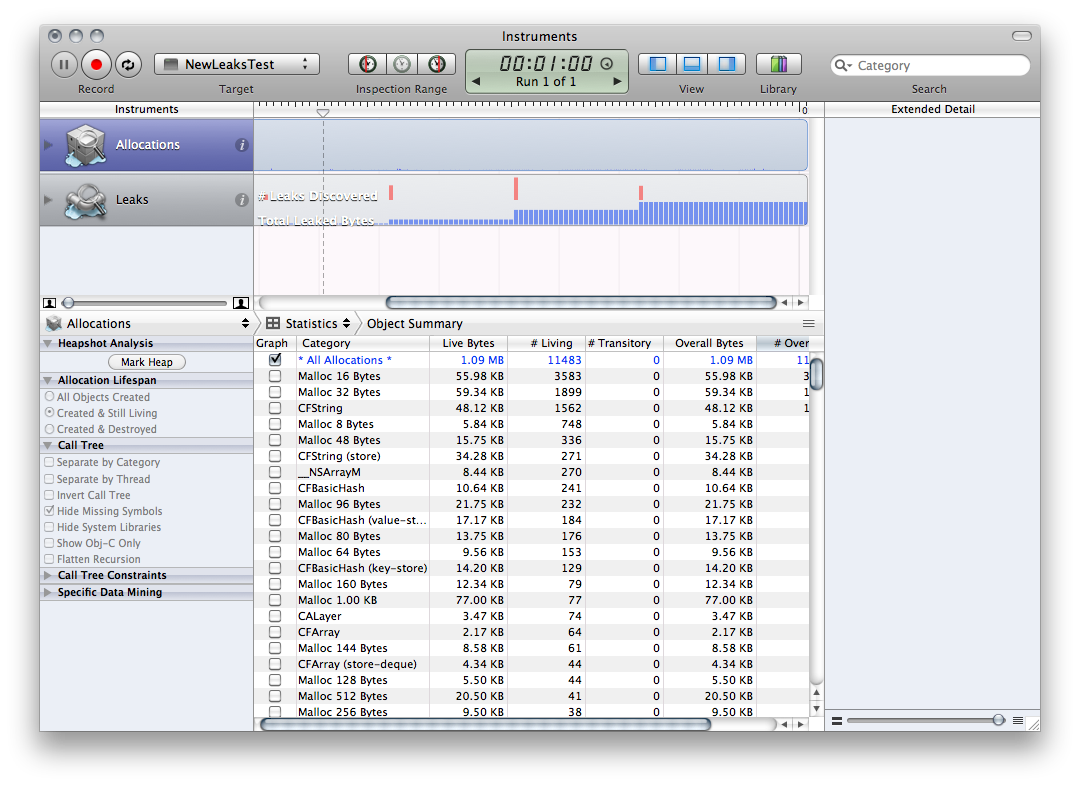 Instruments
NewLeaksTest
00:01:00
Run 1 of 1
Category
Record
Target
Inspection Range
View
Library
Search
Instruments
0
Extended Detail
Allocations
Leaks
# Leaks Discovered
Total Leaked Bytes
Allocations
Statistics
Object Summary
Heapshot Analysis
Mark Heap
Allocation Lifespan
All Objects Created
Created & Still Living
Created & Destroyed
Call Tree
Separate by Category
Separate by Thread
Invert Call Tree
Hide Missing Symbols
Hide System Libraries
Show Obj-C Only
Flatten Recursion
Call Tree Constraints
Specific Data Mining
Graph Category Live Bytes # Living # Transitory Overall Bytes # Over
* All Allocations * 1.09 MB 11483 0 1.09 MB 11
Malloc 16 Bytes 55.98 KB 3583 0 55.98 KB 3
Malloc 32 Bytes 59.34 KB 1899 0 59.34 KB 1
CFString 48.12 KB 1562 0 48.12 KB 1
Malloc 8 Bytes 5.84 KB 748 0 5.84 KB
Malloc 48 Bytes 15.75 KB 336 0 15.75 KB
CFString (store) 34.28 KB 271 0 34.28 KB
__NSArrayM 8.44 KB 270 0 8.44 KB
CFBasicHash 10.64 KB 241 0 10.64 KB
Malloc 96 Bytes 21.75 KB 232 0 21.75 KB
CFBasicHash (value-st... 17.17 KB 184 0 17.17 KB
Malloc 80 Bytes 13.75 KB 176 0 13.75 KB
Malloc 64 Bytes 9.56 KB 153 0 9.56 KB
CFBasicHash (key-store) 14.20 KB 129 0 14.20 KB
Malloc 160 Bytes 12.34 KB 79 0 12.34 KB
Malloc 1.00 KB 77.00 KB 77 0 77.00 KB
CALayer 3.47 KB 74 0 3.47 KB
CFArray 2.17 KB 64 0 2.17 KB
Malloc 144 Bytes 8.58 KB 61 0 8.58 KB
CFArray (store-deque) 4.34 KB 44 0 4.34 KB
Malloc 128 Bytes 5.50 KB 44 0 5.50 KB
Malloc 512 Bytes 20.50 KB 41 0 20.50 KB
Malloc 256 Bytes 9.50 KB 38 0 9.50 KB